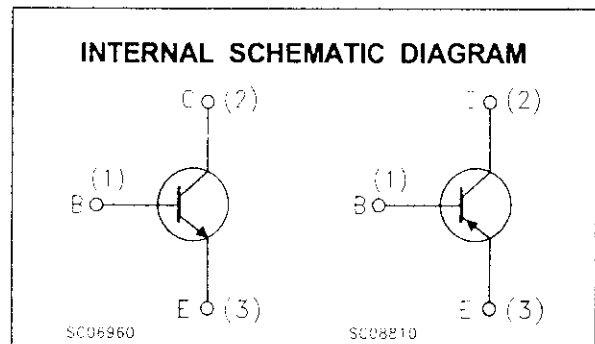 INTERNAL SCHEMATIC DIAGRAM
C (2)
(2)
(1)
(1)
B
B
E (3)
E (3)
SC06960
SC08810